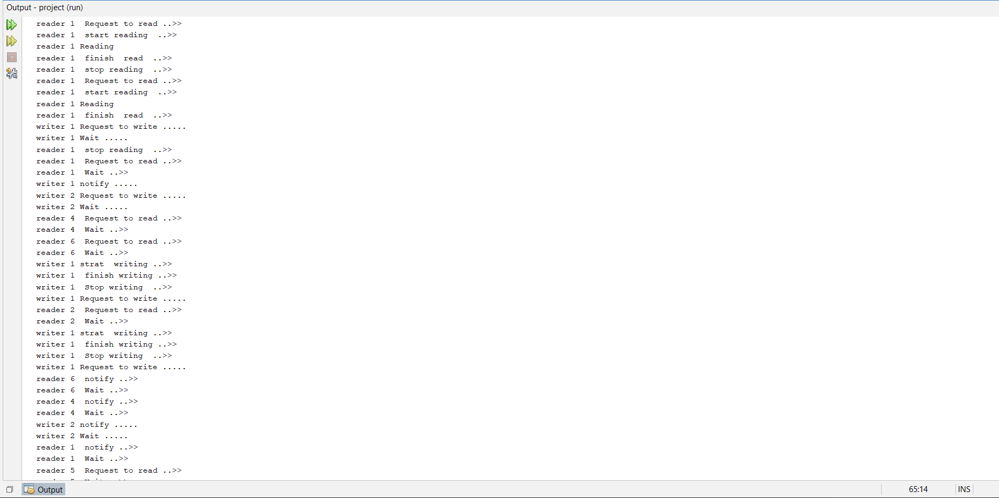 Output - project (run)
reader 1  Request to read ..>>
reader 1  start reading  ..>>
reader 1 Reading
reader 1  finish  read  ..>>
reader 1  stop reading  ..>>
reader 1  Request to read ..>>
reader 1  start reading  ..>>
reader 1 Reading
reader 1  finish  read  ..>>
writer 1 Request to write .....
writer 1 Wait .....
reader 1  stop reading  ..>>
reader 1  Request to read ..>>
reader 1  Wait ..>>
writer 1 notify .....
writer 2 Request to write .....
writer 2 Wait .....
reader 4  Request to read ..>>
reader 4  Wait ..>>
reader 6  Request to read ..>>
reader 6  Wait ..>>
writer 1 strat  writing ..>>
writer 1  finish writing ..>>
writer 1  Stop writing  ..>>
writer 1 Request to write .....
reader 2  Request to read ..>>
reader 2  Wait ..>>
writer 1 strat  writing ..>>
writer 1  finish writing ..>>
writer 1  Stop writing  ..>>
writer 1 Request to write .....
reader 6  notify ..>>
reader 6  Wait ..>>
reader 4  notify ..>>
reader 4  Wait ..>>
writer 2 notify .....
writer 2 Wait .....
reader 1  notify ..>>
reader 1  Wait ..>>
reader 5  Request to read ..>>
Output
65:14
INS